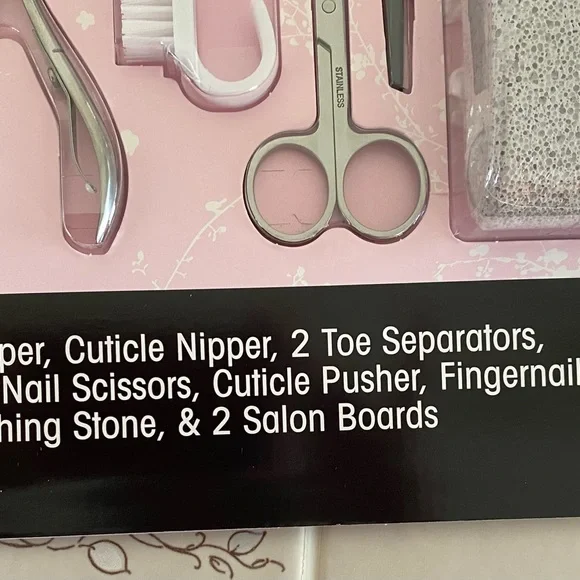 STAINLESS
per, Cuticle Nipper, 2 Toe Separators,
Nail Scissors, Cuticle Pusher, Fingernail
hing Stone, & 2 Salon Boards